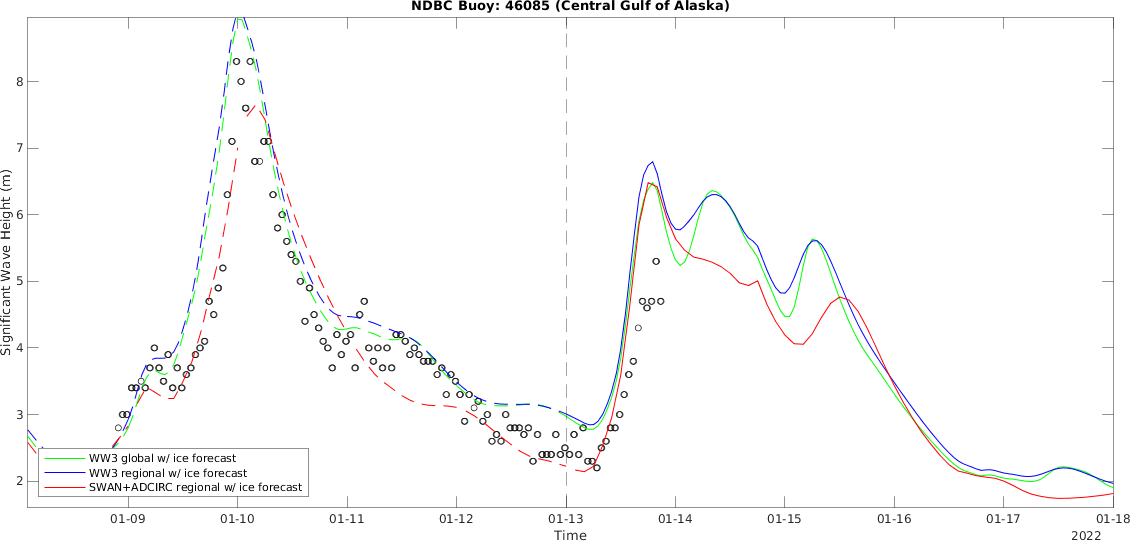 NDBC Buoy: 46085 (Central Gulf of Alaska)
Significant Wave Height (m)
8
7
6
5
4
3
2
WW3 global w/ ice forecast
WW3 regional w/ ice forecast
SWAN+ADCIRC regional w/ ice forecast
01-09 01-10 01-11 01-12 01-13 01-14 01-15 01-16 01-17 01-18
Time
2022